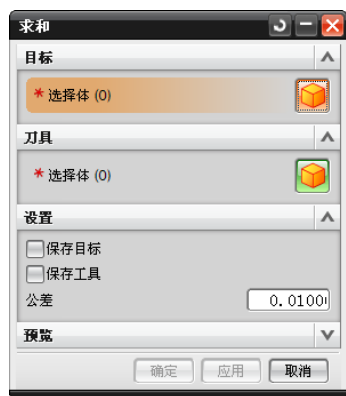 求和
目标
* 选择体 (0)
刀具
* 选择体 (0)
设置
保存目标
保存工具
公差 0.0100
预览
确定 应用 取消